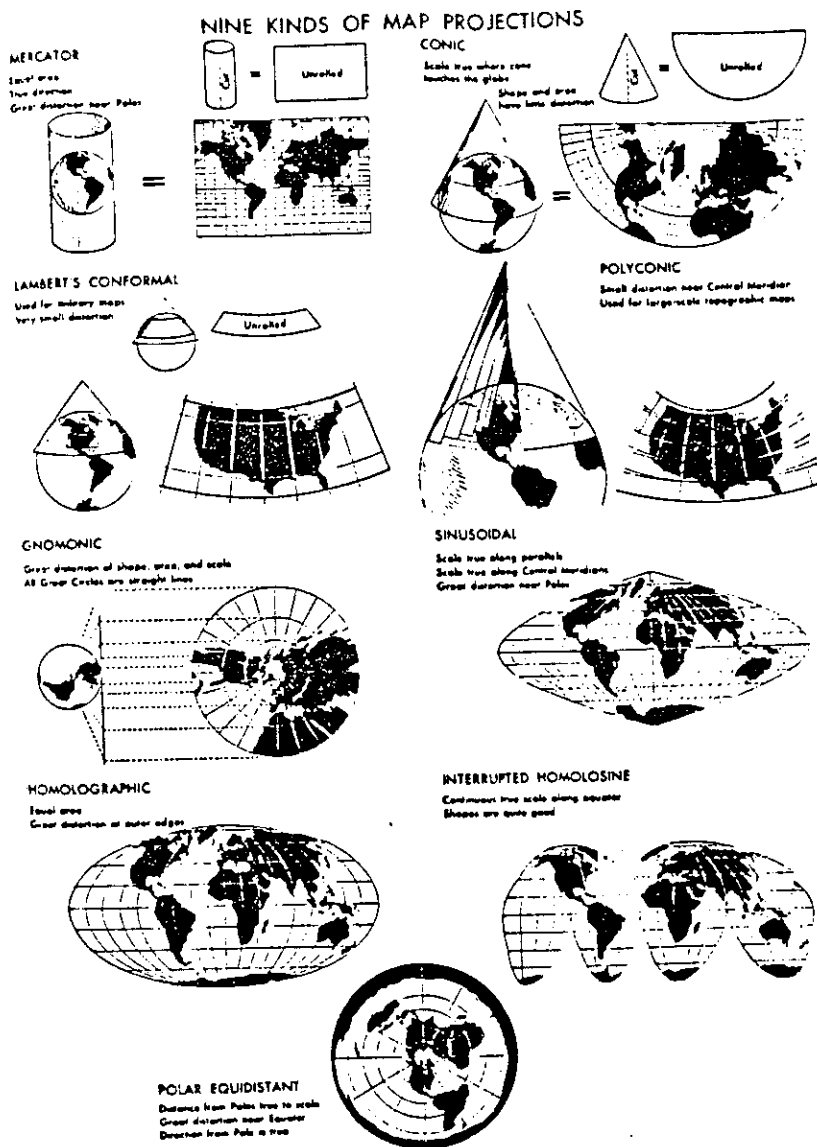 NINE KINDS OF MAP PROJECTIONS
MERCATOR
Equal area
True direction
Great distortion near Poles
=
Unrolled
=
CONIC
Scale true where cone
touches the globe
Shape and area
have little distortion
=
Unrolled
=
LAMBERT'S CONFORMAL
Used for military maps
Very small distortion
Unrolled
POLYCONIC
Small distortion near Central Meridian
Used for large-scale topographic maps
GNOMONIC
Great distortion of shape, area, and scale
All Great Circles are straight lines
SINUSOIDAL
Scale true along parallels
Scale true along Central Meridians
Great distortion near Poles
HOMOLOGRAPHIC
Equal area
Great distortion at outer edges
INTERRUPTED HOMOLOSINE
Continuous true scale along equator
Shapes are quite good
POLAR EQUIDISTANT
Distance from Poles true to scale
Great distortion near Equator
Direction from Pole is true